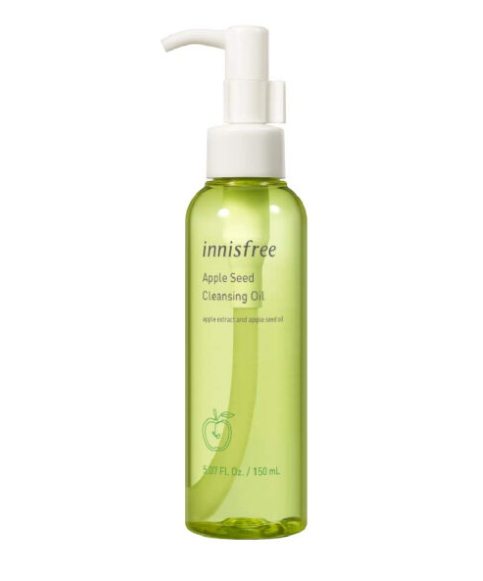 innisfree
Apple Seed
Cleansing Oil
apple extract and apple seed oil
5.07 Fl. Oz. / 150 mL